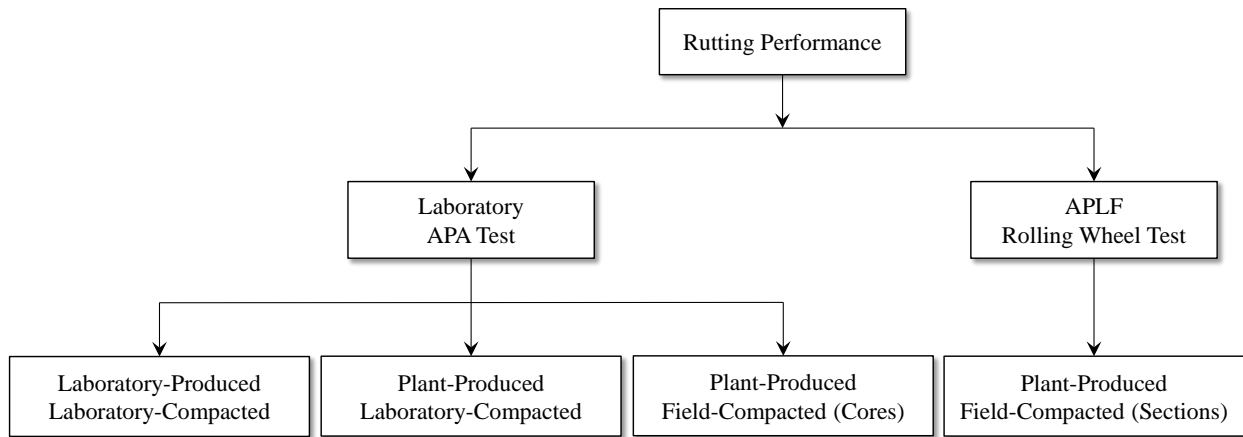 Rutting Performance
Laboratory
APA Test
APLF
Rolling Wheel Test
Laboratory-Produced
Laboratory-Compacted
Plant-Produced
Laboratory-Compacted
Plant-Produced
Field-Compacted (Cores)
Plant-Produced
Field-Compacted (Sections)